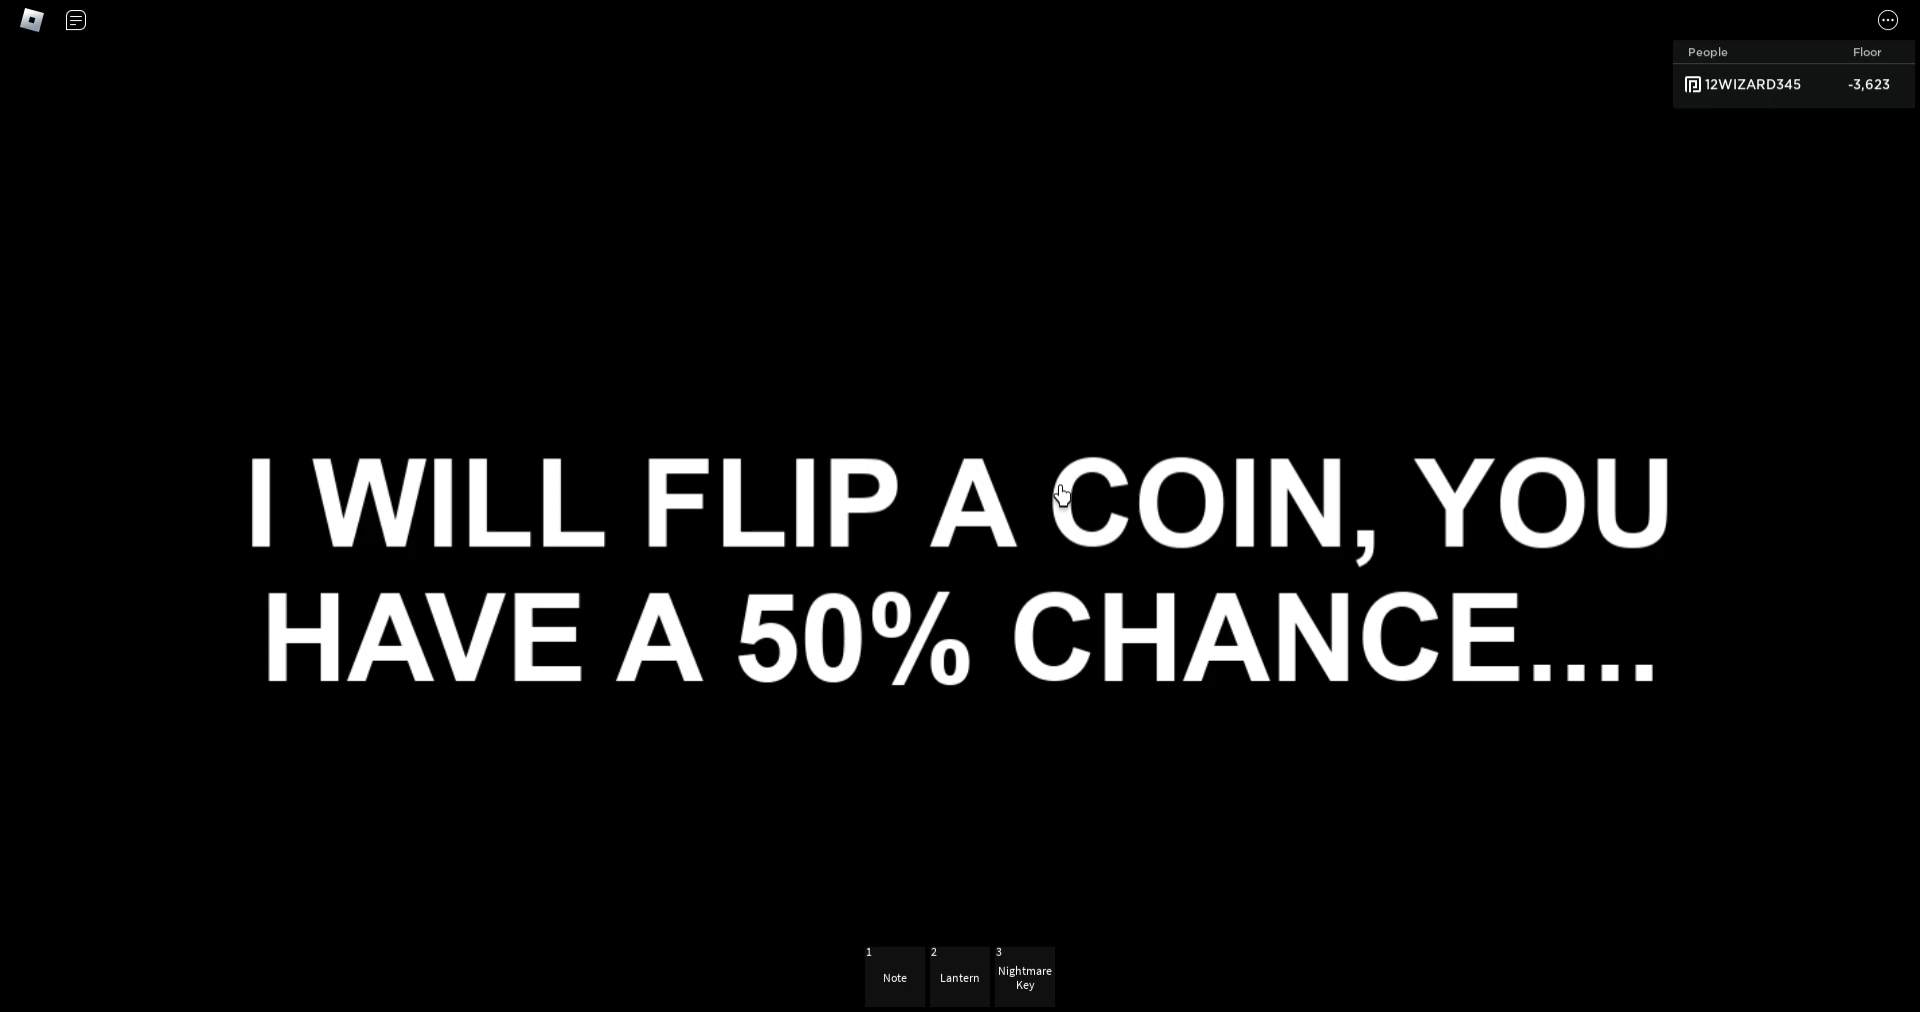 People Floor
12WIZARD345 -3,623
I WILL FLIP A COIN, YOU
HAVE A 50% CHANCE....
1 2 3
Note Lantern Nightmare
Key